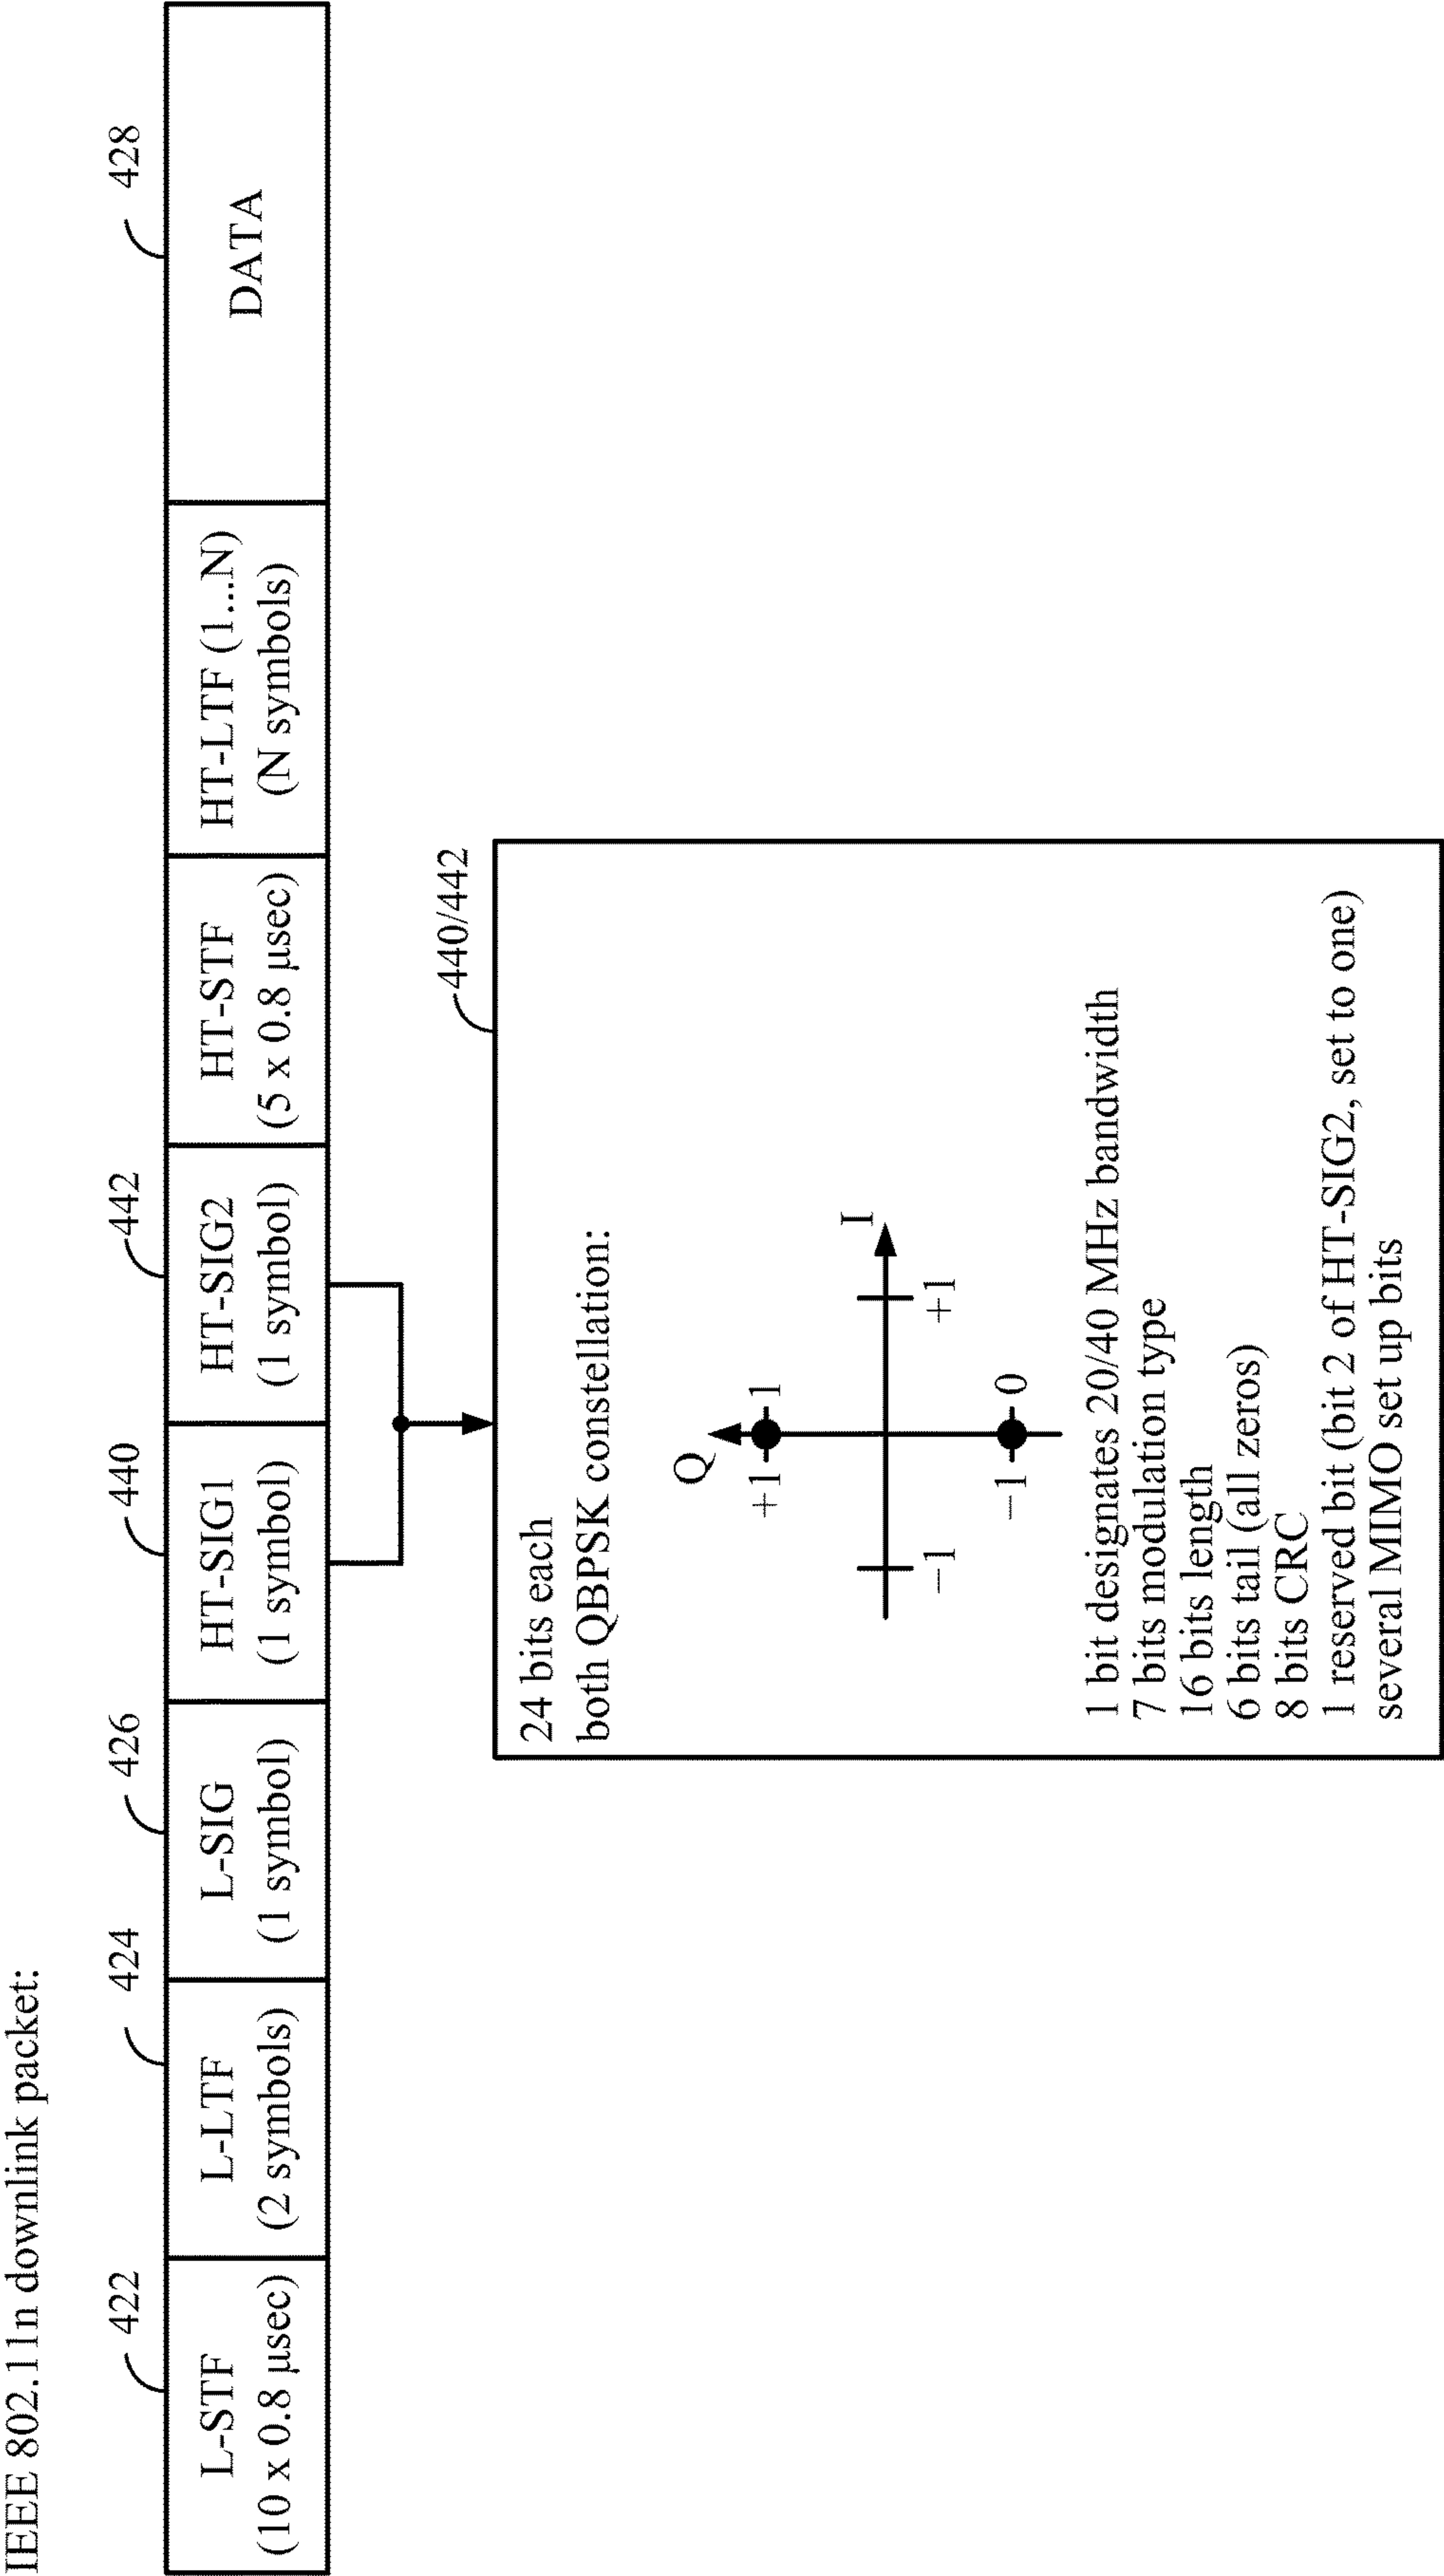 IEEE 802.11n downlink packet:
422
424
426
440
442
428
L-STF
(10 x 0.8 µsec)
L-LTF
(2 symbols)
L-SIG
(1 symbol)
HT-SIG1
(1 symbol)
HT-SIG2
(1 symbol)
HT-STF
(5 x 0.8 µsec)
HT-LTF (1...N)
(N symbols)
DATA
440/442
24 bits each
both QBPSK constellation:
Q
+1
1
I
−1
+1
−1
0
1 bit designates 20/40 MHz bandwidth
7 bits modulation type
16 bits length
6 bits tail (all zeros)
8 bits CRC
1 reserved bit (bit 2 of HT-SIG2, set to one)
several MIMO set up bits